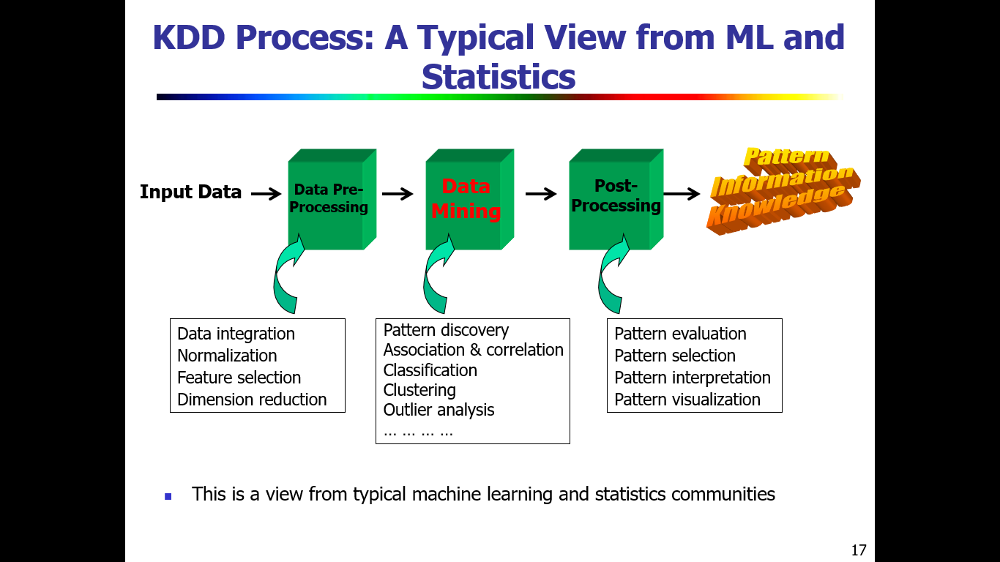 KDD Process: A Typical View from ML and
Statistics
Input Data
Data Pre-
Processing
Data
Mining
Post-
Processing
Pattern
Information
Knowledge
Data integration
Normalization
Feature selection
Dimension reduction
Pattern discovery
Association & correlation
Classification
Clustering
Outlier analysis
… … … …
Pattern evaluation
Pattern selection
Pattern interpretation
Pattern visualization
This is a view from typical machine learning and statistics communities
17